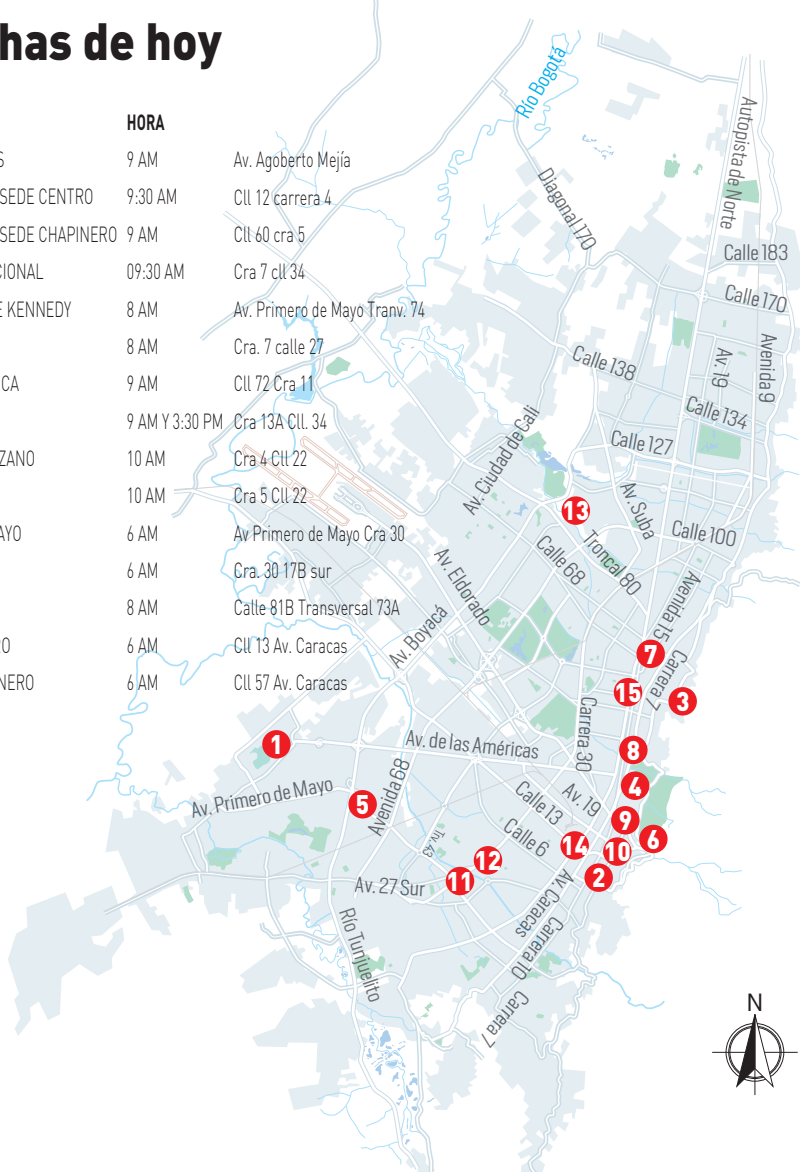 has de hoy
HORA
S 9 AM Av. Agoberto Mejía
SEDE CENTRO 9:30 AM Cll 12 carrera 4
SEDE CHAPINERO 9 AM Cll 60 cra 5
CIONAL 09:30 AM Cra 7 cll 34
E KENNEDY 8 AM Av. Primero de Mayo Tranv. 74
8 AM Cra. 7 calle 27
ICA 9 AM Cll 72 Cra 11
9 AM Y 3:30 PM Cra 13A Cll. 34
ZANO 10 AM Cra 4 Cll 22
10 AM Cra 5 Cll 22
AYO 6 AM Av Primero de Mayo Cra 30
6 AM Cra. 30 17B sur
8 AM Calle 81B Transversal 73A
RO 6 AM Cll 13 Av. Caracas
NERO 6 AM Cll 57 Av. Caracas
Río Bogotá
Autopista de Norte
Diagonal 170
Calle 183
Calle 170
Avenida 9
Av. 19
Calle 138
Calle 134
Calle 127
Av. Ciudad de Cali
Av. Suba
13
Calle 100
Troncal 80
Calle 68
Av. Eldorado
Avenida 15
Av. Boyacá
7
Carrera 7
15
3
Carrera 30
1
Av. de las Américas
8
4
Av. Primero de Mayo
5
Avenida 68
Calle 13
Av. 19
9
6
Calle 6
14
10
Trv. 43
12
11
2
Av. 27 Sur
Av. Caracas
Carrera 10
Río Tunjuelito
Carrera 7
N